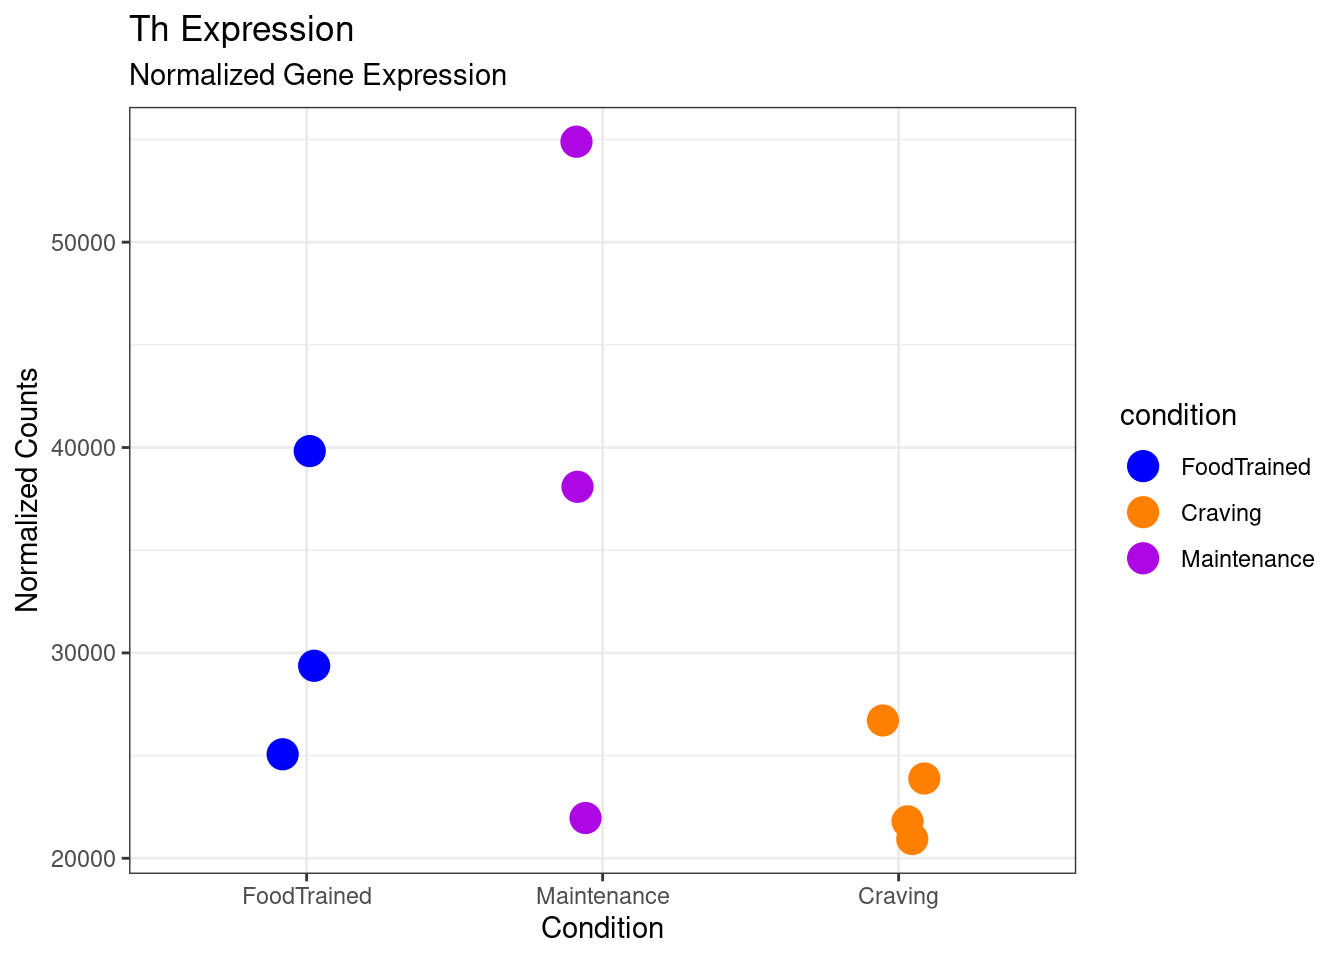 Th Expression
Normalized Gene Expression
Normalized Counts
50000
40000
30000
20000
FoodTrained
Maintenance
Craving
Condition
condition
FoodTrained
Craving
Maintenance